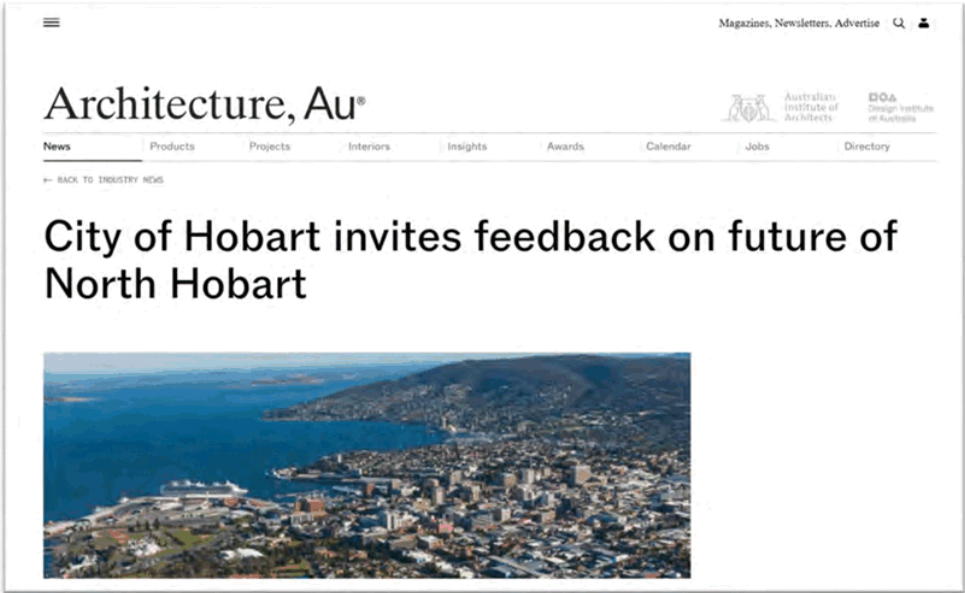 Magazines, Newsletters, Advertise
Architecture, Au®
Australian
Institute of
Architects
Design Institute
of Australia
News Products Projects Interiors Insights Awards Calendar Jobs Directory
← BACK TO INDUSTRY NEWS
City of Hobart invites feedback on future of
North Hobart